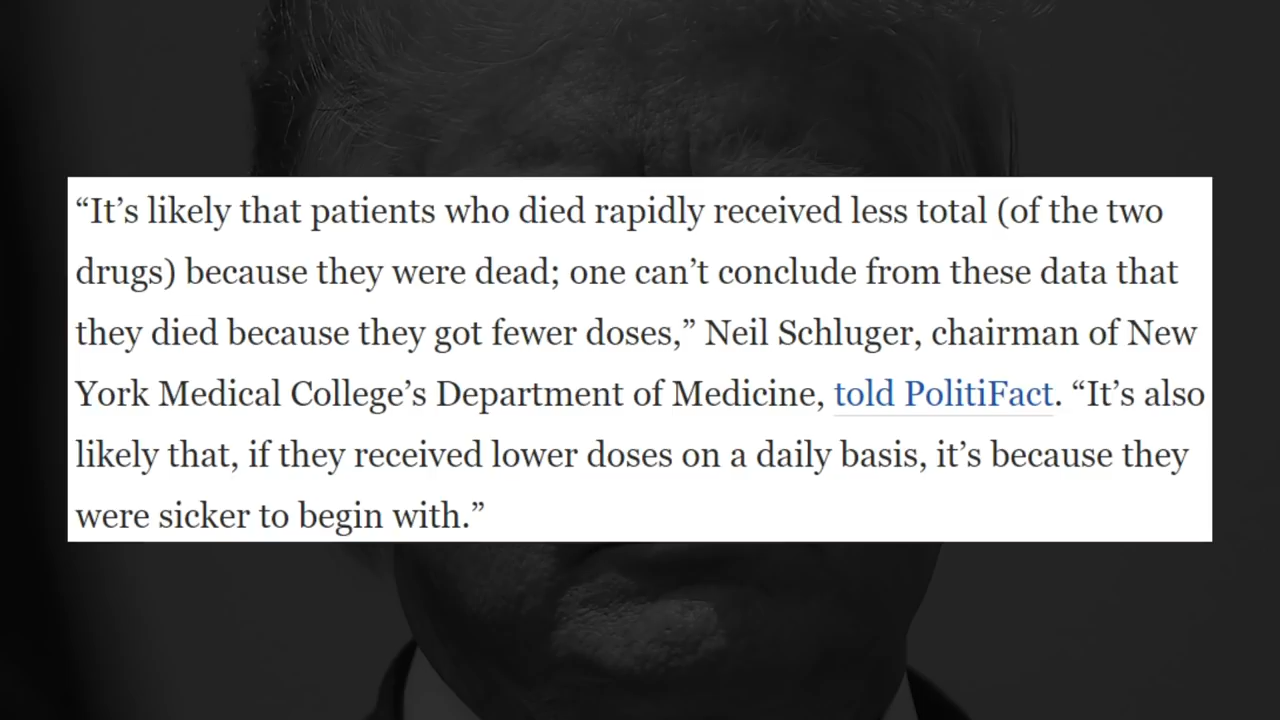 “It’s likely that patients who died rapidly received less total (of the two
drugs) because they were dead; one can’t conclude from these data that
they died because they got fewer doses,” Neil Schluger, chairman of New
York Medical College’s Department of Medicine, told PolitiFact. “It’s also
likely that, if they received lower doses on a daily basis, it’s because they
were sicker to begin with.”